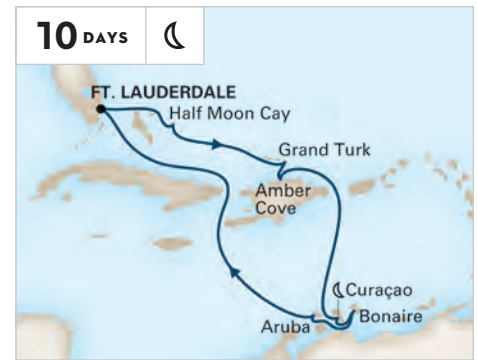 10 DAYS
FT. LAUDERDALE
Half Moon Cay
Grand Turk
Amber
Cove
Curaçao
Bonaire
Aruba